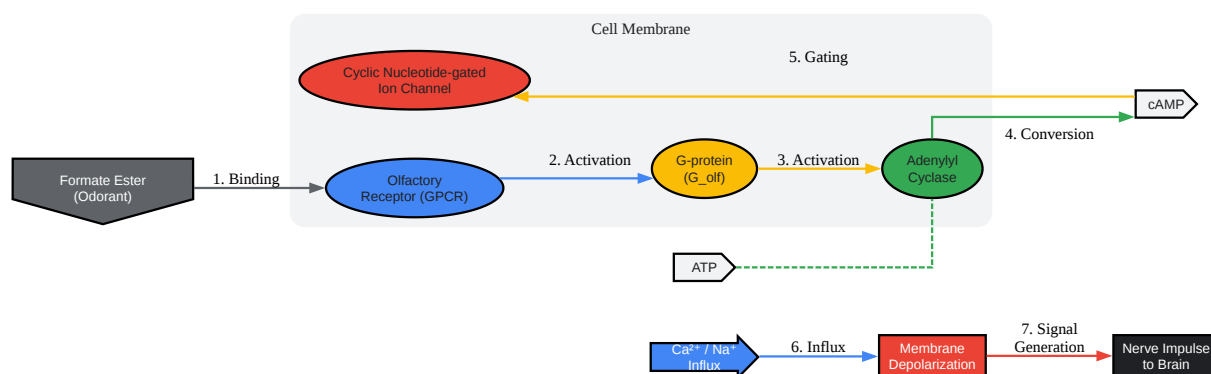 Cell Membrane
5. Gating
Cyclic Nucleotide-gated
Ion Channel
cAMP
4. Conversion
2. Activation
G-protein
(G_olf)
3. Activation
Adenylyl
Cyclase
Formate Ester
(Odorant)
1. Binding
Olfactory
Receptor (GPCR)
ATP
Ca²⁺ / Na⁺
Influx
6. Influx
Membrane
Depolarization
7. Signal
Generation
Nerve Impulse
to Brain